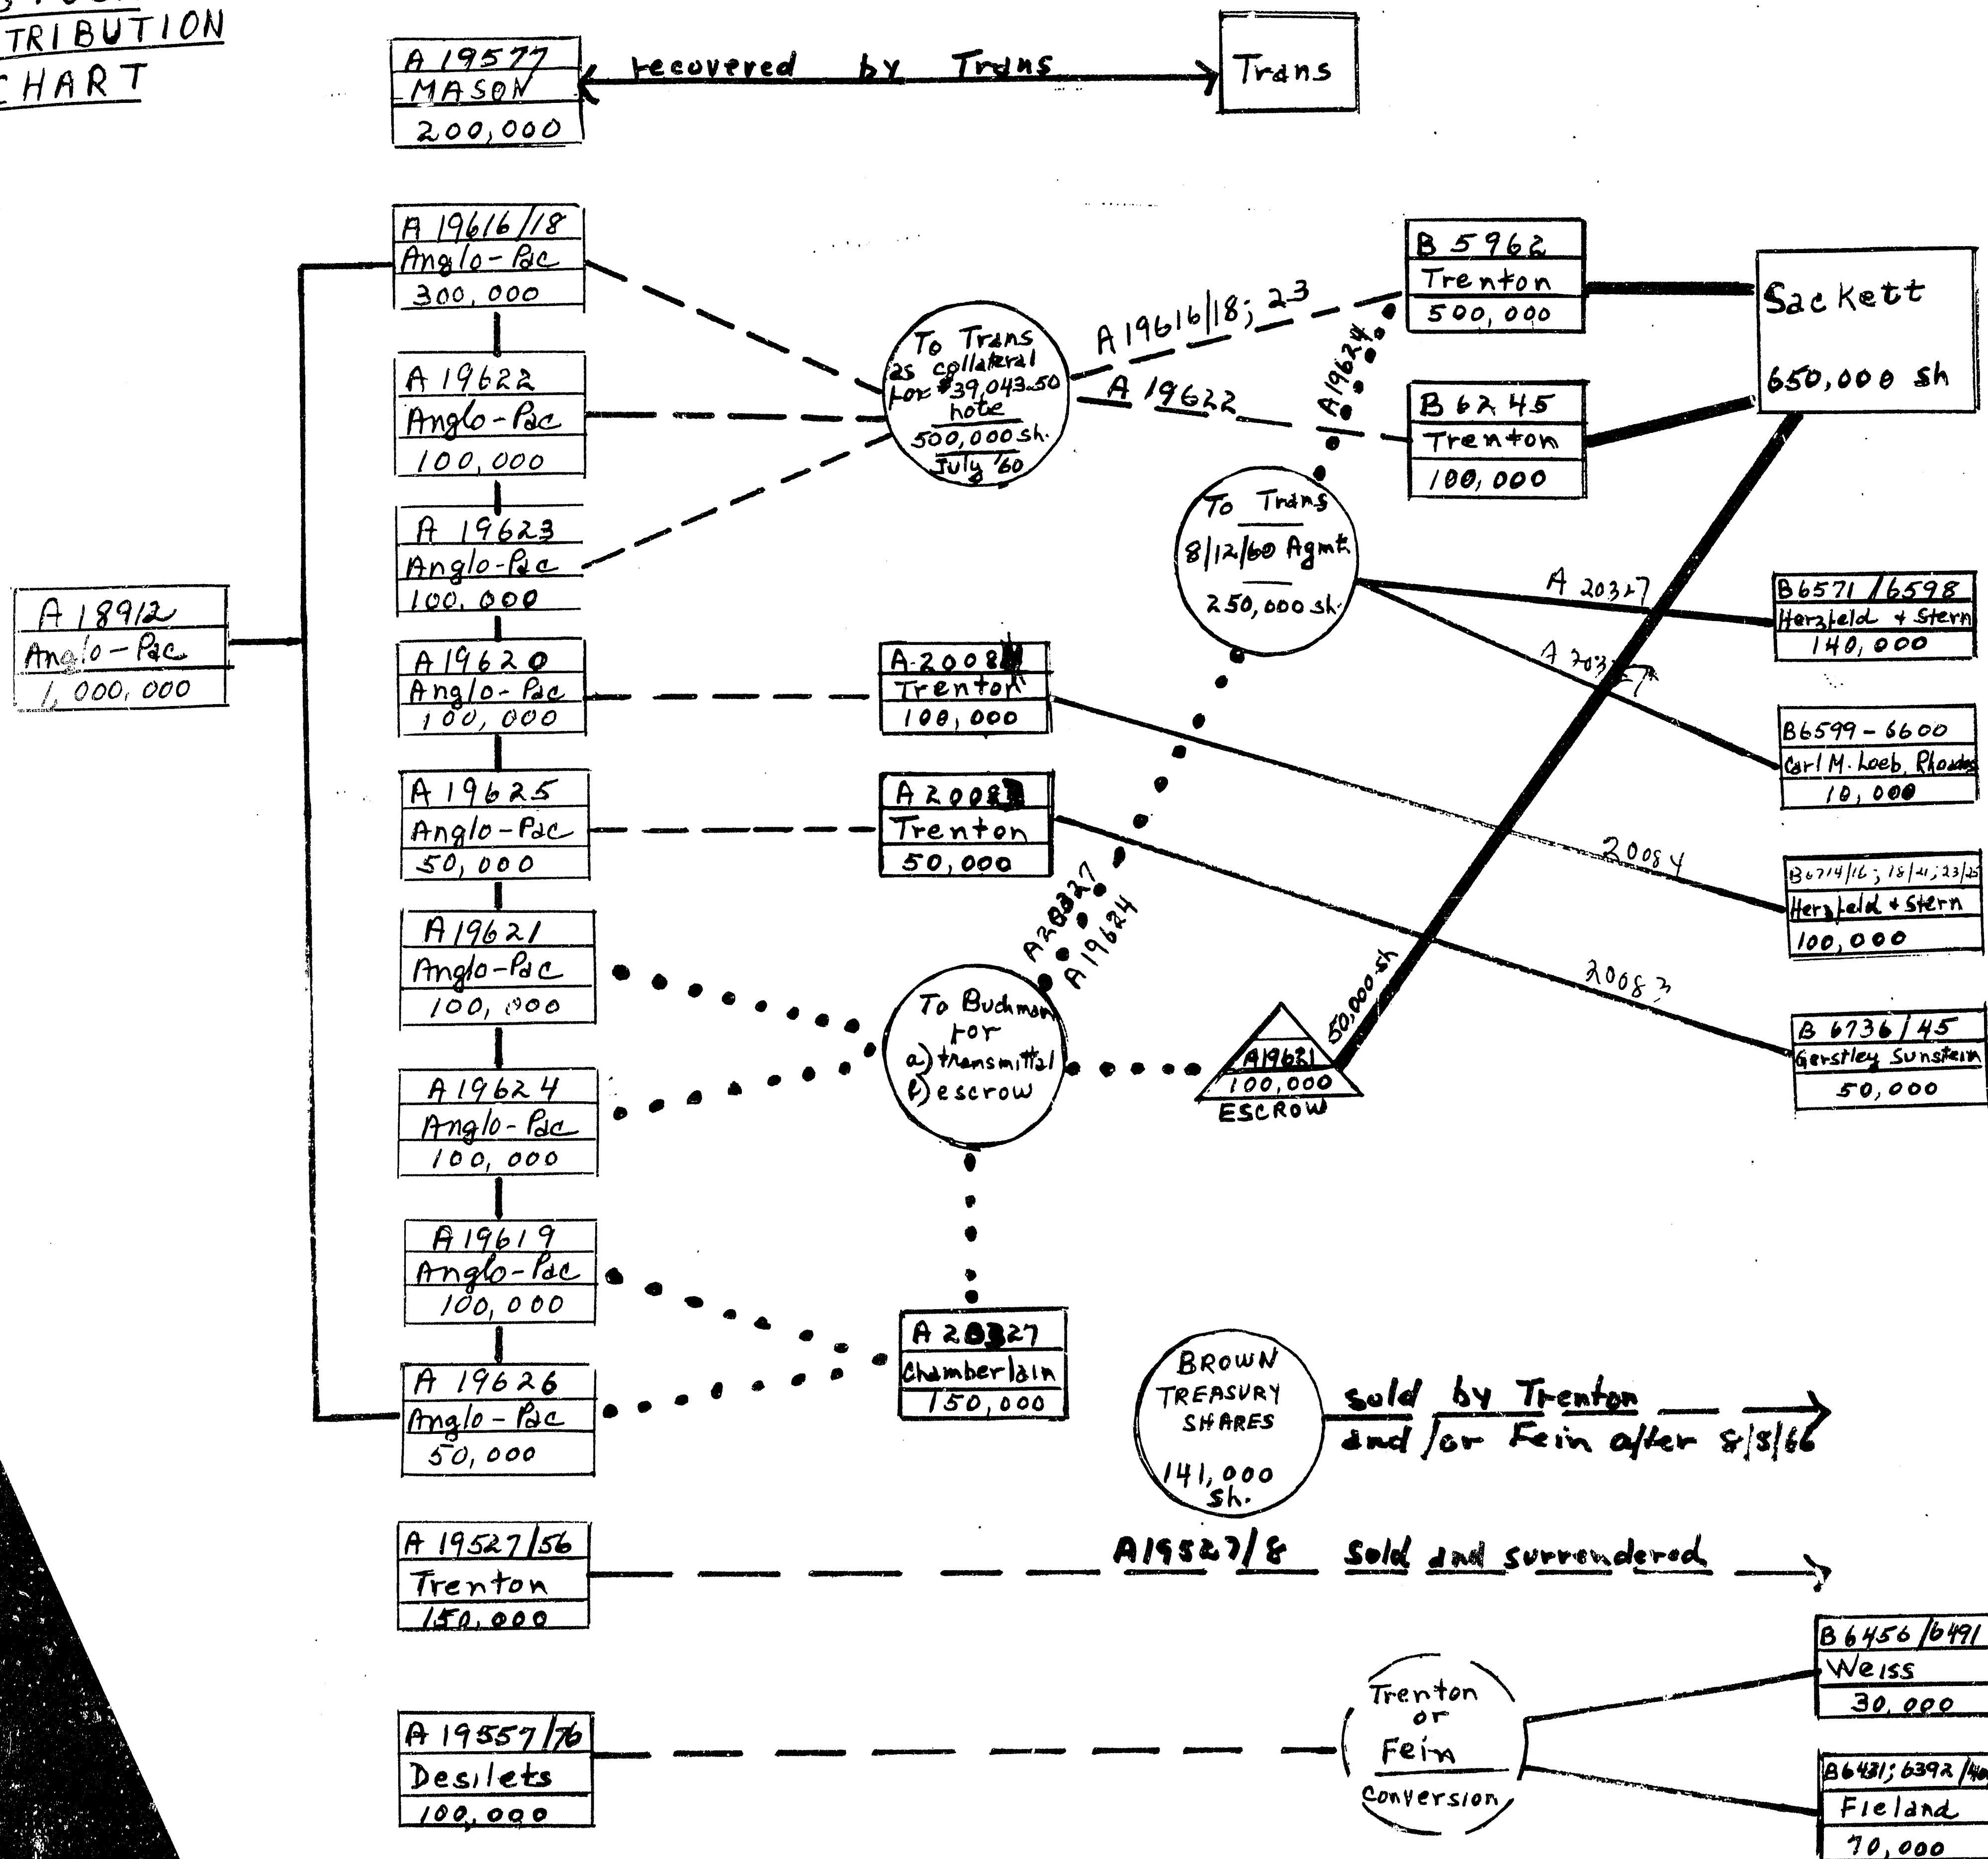 TRIBUTION
CHART
A 19577
MASON
200,000
recovered by Trans
Trans
A 19616/18
Anglo-Pac
300,000
A 19622
Anglo-Pac
100,000
A 19623
Anglo-Pac
100,000
A 18912
Anglo-Pac
1,000,000
A 19620
Anglo-Pac
100,000
A 19625
Anglo-Pac
50,000
A 19621
Anglo-Pac
100,000
A 19624
Anglo-Pac
100,000
A 19619
Anglo-Pac
100,000
A 19626
Anglo-Pac
50,000
To Trans
as collateral
for $39,043.50
note
500,000 sh.
July '60
A 19616/18; 23
A 19622
A19624
B 5962
Trenton
500,000
B 6245
Trenton
100,000
Sackett
650,000 sh
To Trans
8/12/60 Agmt.
250,000 sh.
A 20327
B6571/6598
Herzfeld + Stern
140,000
B6599-6600
Carl M. Loeb, Rhoades
10,000
Trenton
100,000
Trenton
50,000
20084
B6714/16; 18/21; 23/25
Herzfeld + Stern
100,000
20083
B 6736/45
Gerstley Sunstein
50,000
A20327
A19624
To Buchman
for
a) transmittal
b) escrow
A19621
100,000
ESCROW
50,000 sh
A 20327
Chamberlain
150,000
BROWN
TREASURY
SHARES
141,000
sh.
sold by Trenton
and/or Fein after 8/8/66
A 19527/56
Trenton
150,000
A19527/8 Sold and surrendered
A 19557/76
Desilets
100,000
Trenton
or
Fein
conversion
B 6456/6491
Weiss
30,000
B6431; 6392/
Fieland
70,000